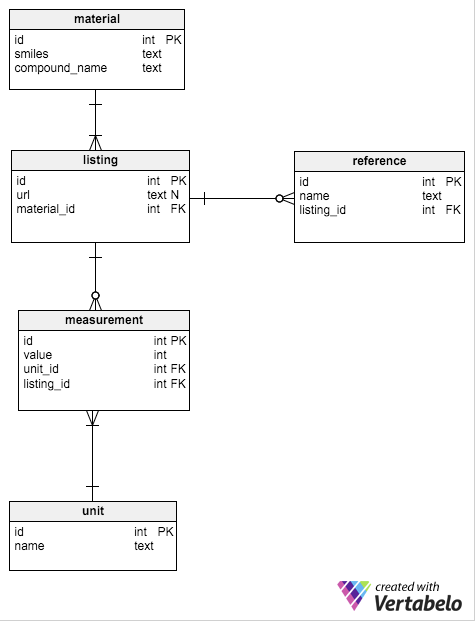 material
id int PK
smiles text
compound_name text
listing
id int PK
url text N
material_id int FK
reference
id int PK
name text
listing_id int FK
measurement
id int PK
value int
unit_id int FK
listing_id int FK
unit
id int PK
name text
created with
Vertabelo